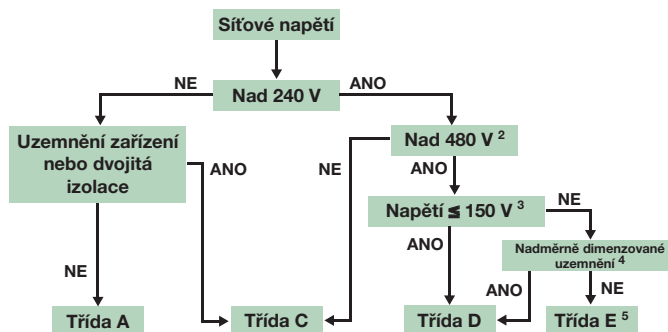 Síťové napětí
NE
Nad 240 V
ANO
Uzemnění zařízení
nebo dvojitá
izolace
ANO
NE
Nad 480 V ²
ANO
Napětí ≦ 150 V ³
NE
ANO
Nadměrně dimenzované
uzemnění ⁴
NE
ANO
NE
Třída A
Třída C
Třída D
Třída E ⁵